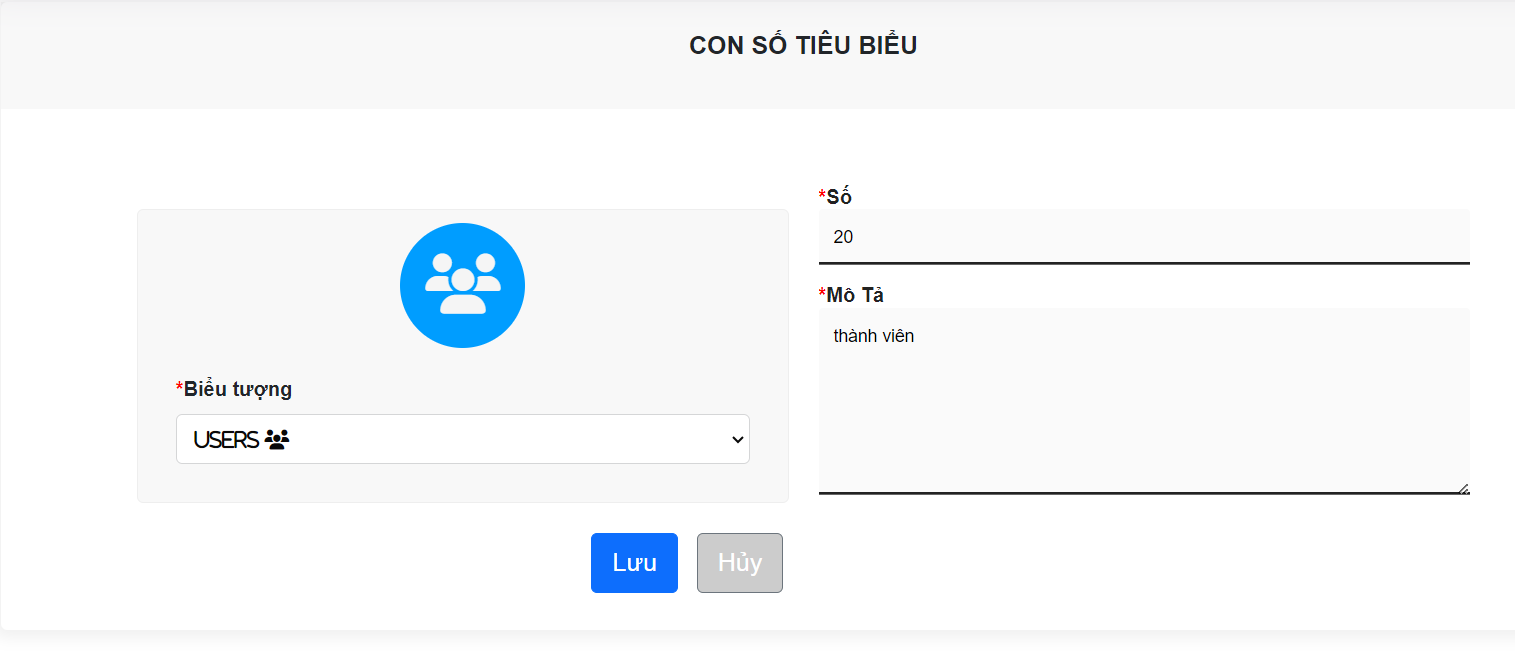 CON SỐ TIÊU BIỂU
*Biểu tượng
USERS
*Số
20
*Mô Tả
thành viên
Lưu
Hủy